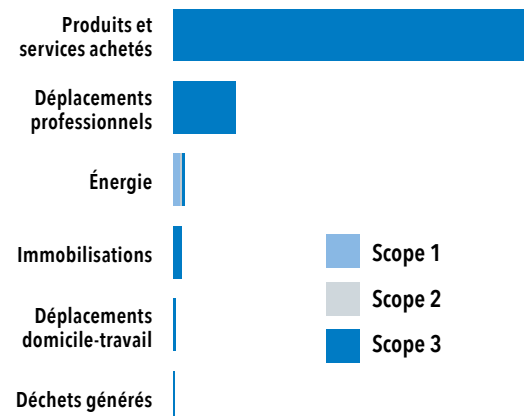 Produits et
services achetés
Déplacements
professionnels
Énergie
Immobilisations
Déplacements
domicile-travail
Déchets générés
Scope 1
Scope 2
Scope 3